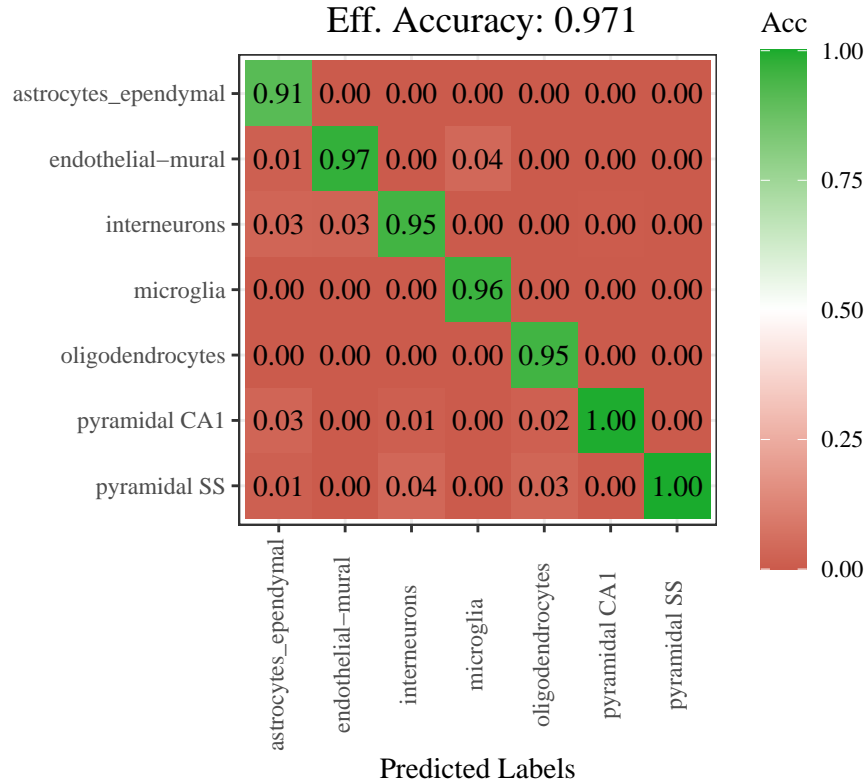 Eff. Accuracy: 0.971
Acc
astrocytes_ependymal 0.91 0.00 0.00 0.00 0.00 0.00 0.00
endothelial−mural 0.01 0.97 0.00 0.04 0.00 0.00 0.00
interneurons 0.03 0.03 0.95 0.00 0.00 0.00 0.00
microglia 0.00 0.00 0.00 0.96 0.00 0.00 0.00
oligodendrocytes 0.00 0.00 0.00 0.00 0.95 0.00 0.00
pyramidal CA1 0.03 0.00 0.01 0.00 0.02 1.00 0.00
pyramidal SS 0.01 0.00 0.04 0.00 0.03 0.00 1.00
1.00
0.75
0.50
0.25
0.00
astrocytes_ependymal
endothelial−mural
interneurons
microglia
oligodendrocytes
pyramidal CA1
pyramidal SS
Predicted Labels